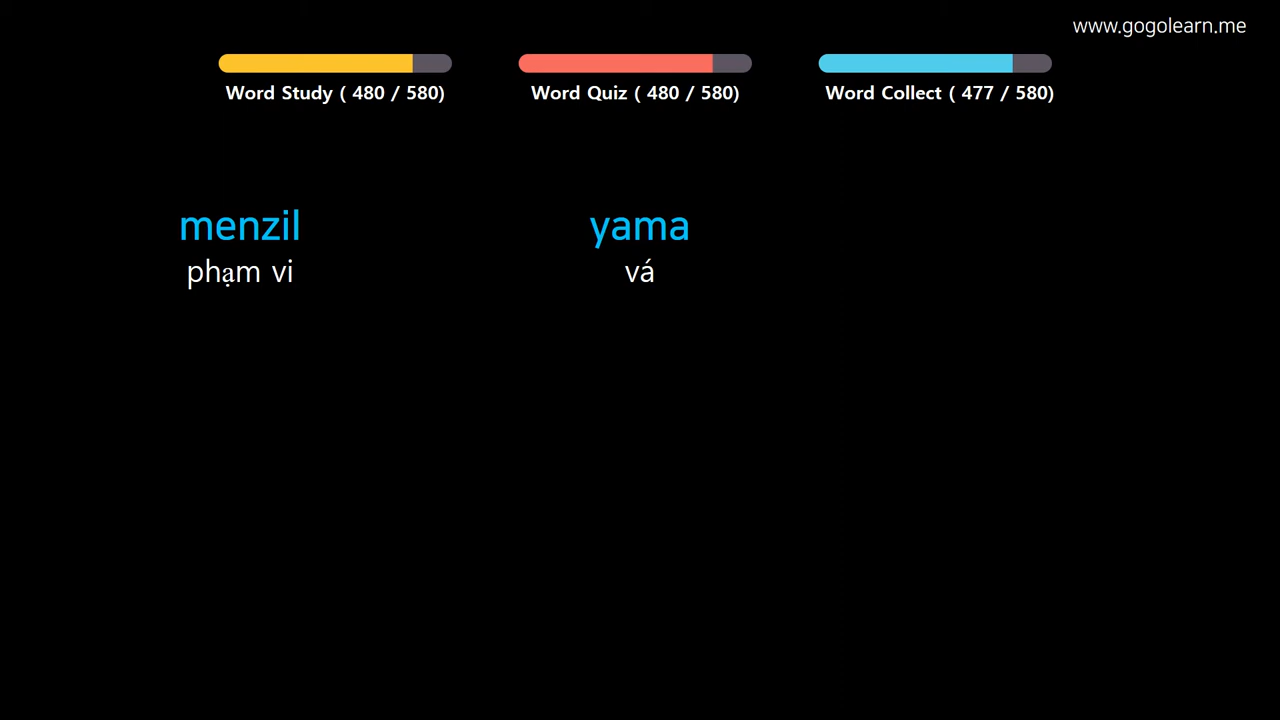 www.gogolearn.me
Word Study ( 480 / 580)
Word Quiz ( 480 / 580)
Word Collect ( 477 / 580)
menzil
phạm vi
yama
vá